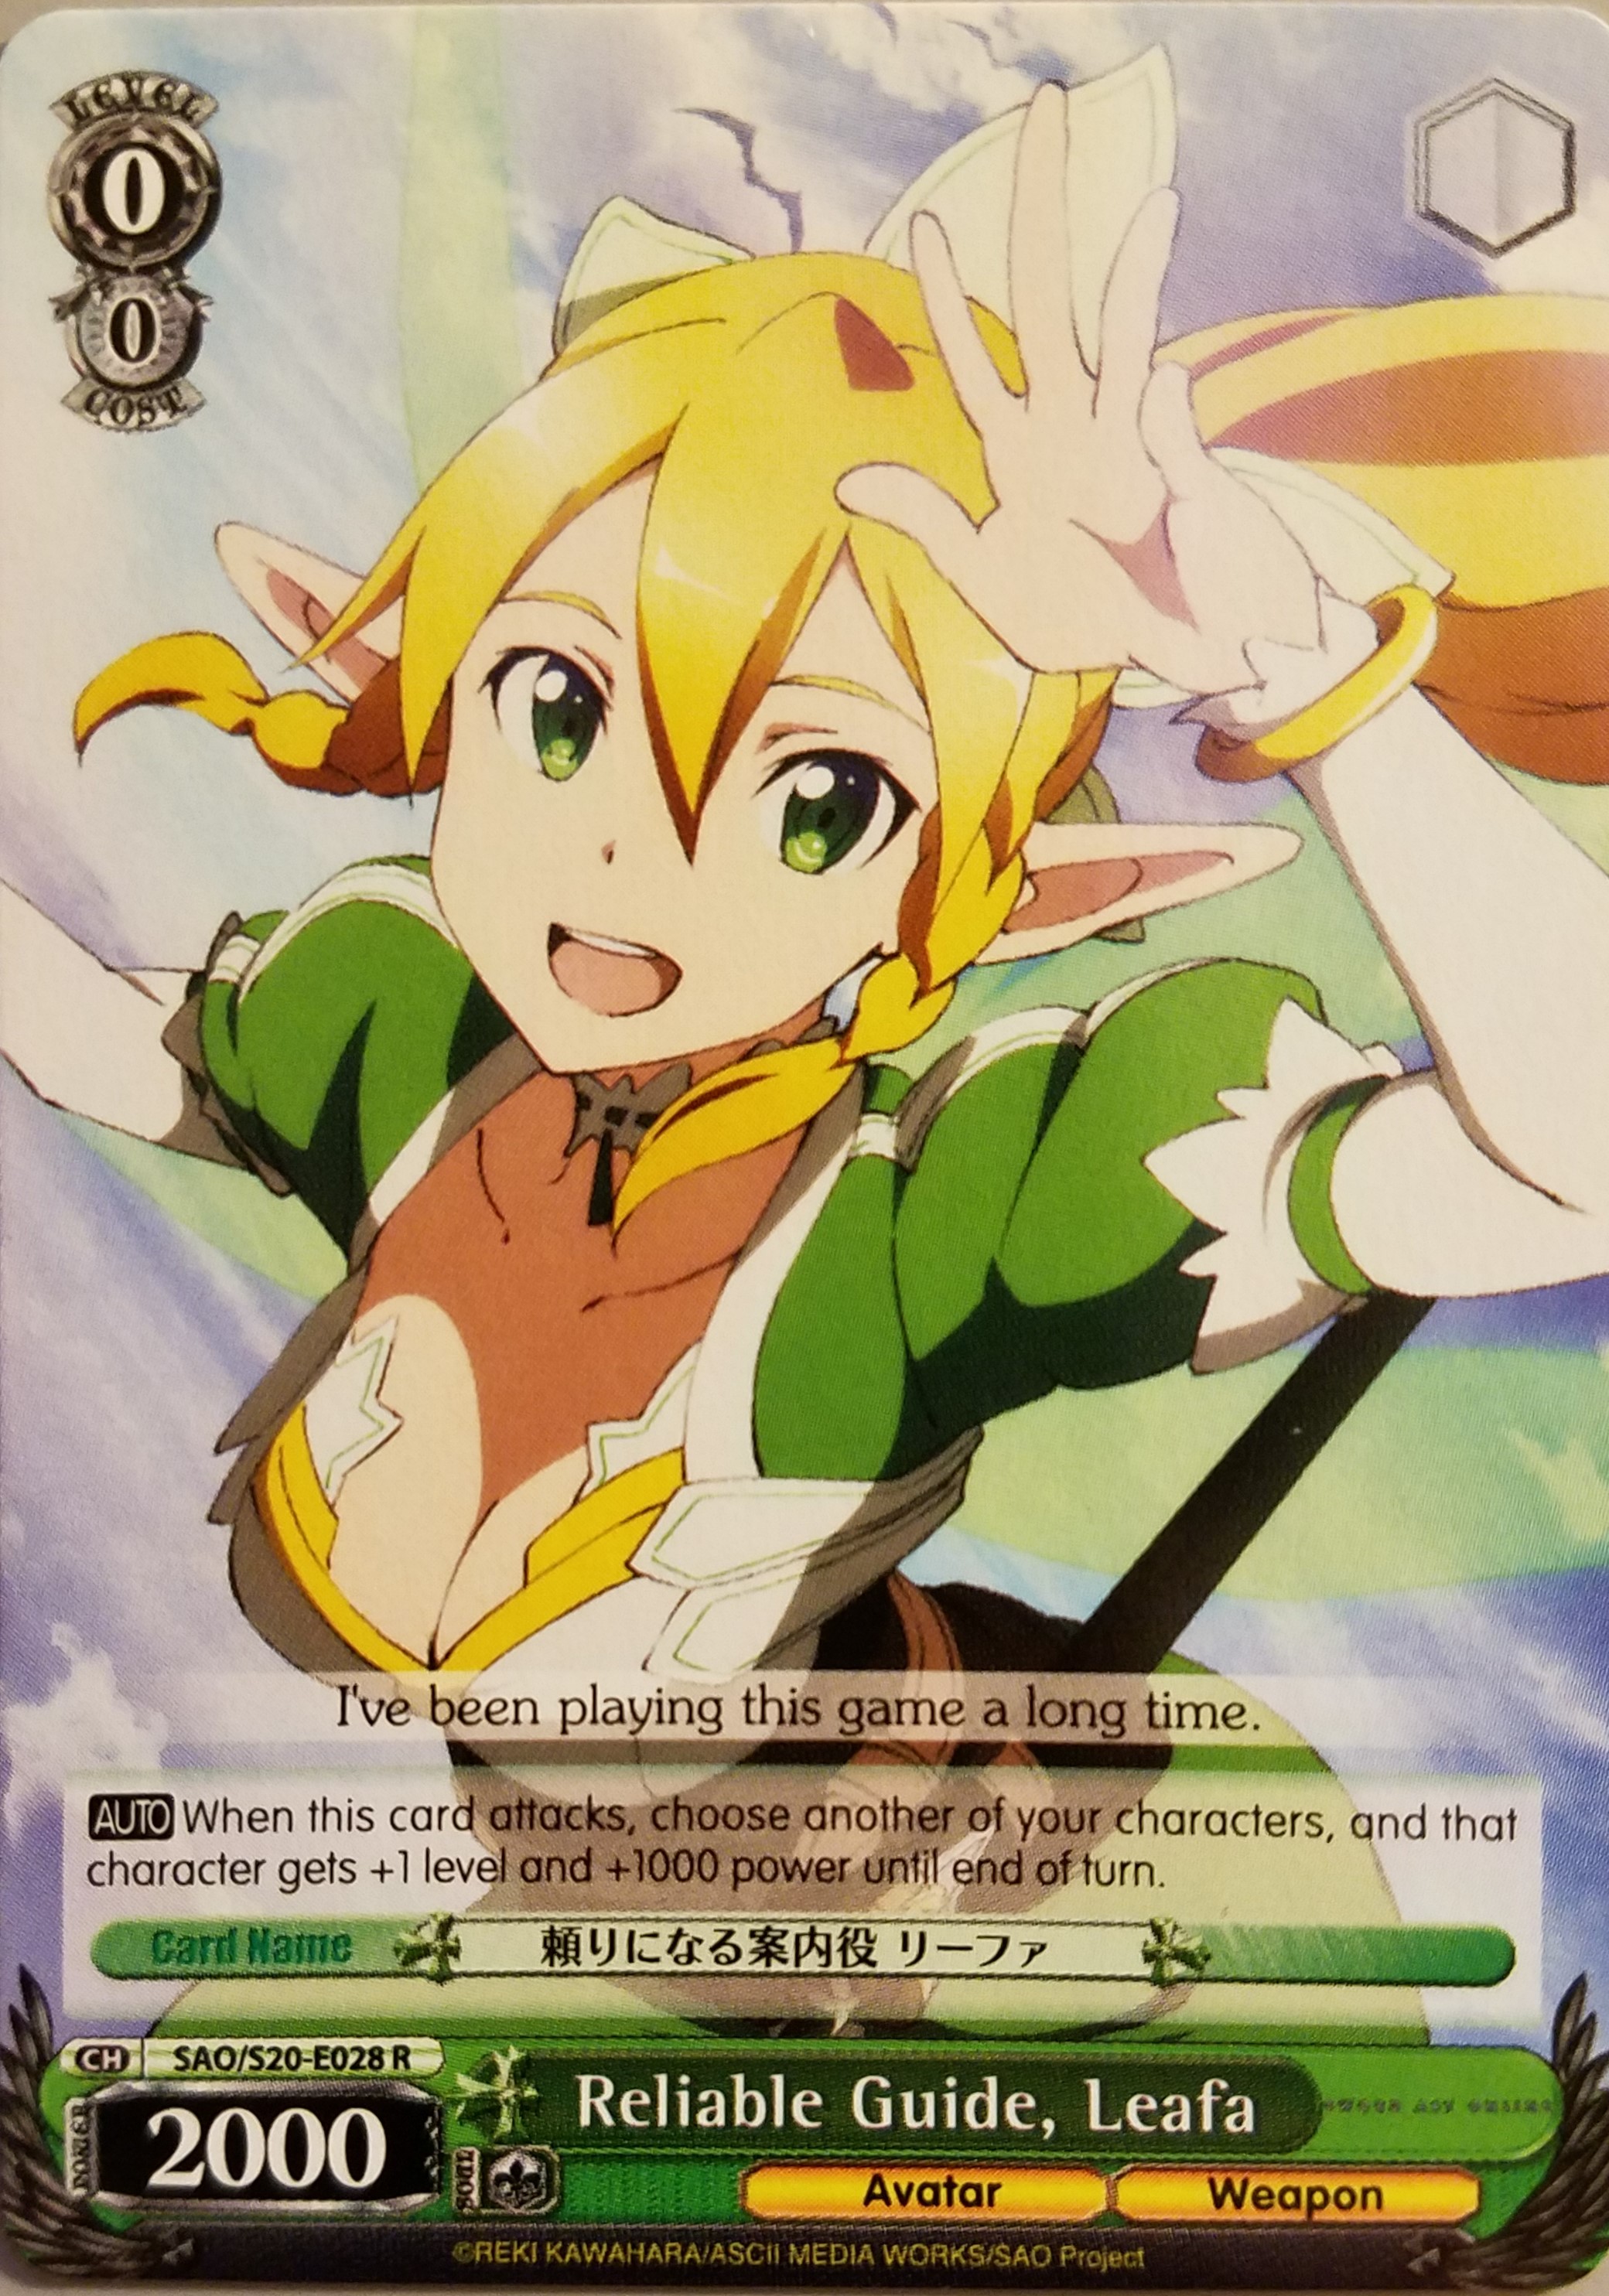 LEVEL
0
0
COST
I've been playing this game a long time.
AUTO When this card attacks, choose another of your characters, and that
character gets +1 level and +1000 power until end of turn.
Card Name 頼りになる案内役 リーファ
CH SAO/S20-E028 R
POWER 2000
Reliable Guide, Leafa
SWORD ART ONLINE
SOUL
Avatar Weapon
©REKI KAWAHARA/ASCII MEDIA WORKS/SAO Project